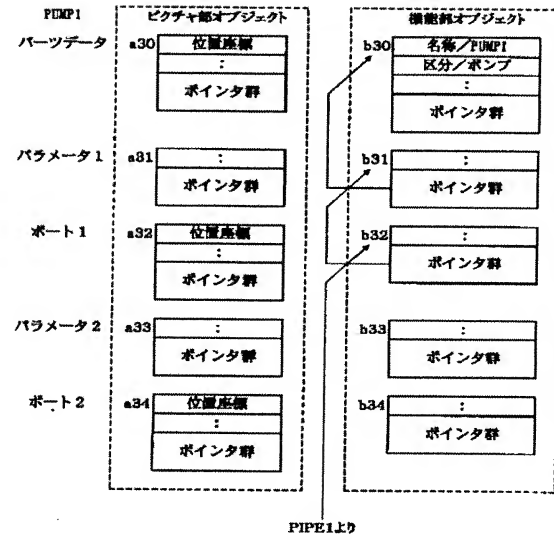 PUMP1
ピクチャ部オブジェクト
機能部オブジェクト
パーツデータ
a30
位置座標
:
ポインタ群
b30
名称/PUMP1
区分/ポンプ
:
ポインタ群
パラメータ1
a31
:
ポインタ群
b31
:
ポインタ群
ポート1
a32
位置座標
:
ポインタ群
b32
:
ポインタ群
パラメータ2
a33
:
ポインタ群
b33
:
ポインタ群
ポート2
a34
位置座標
:
ポインタ群
b34
:
ポインタ群
PIPE1より